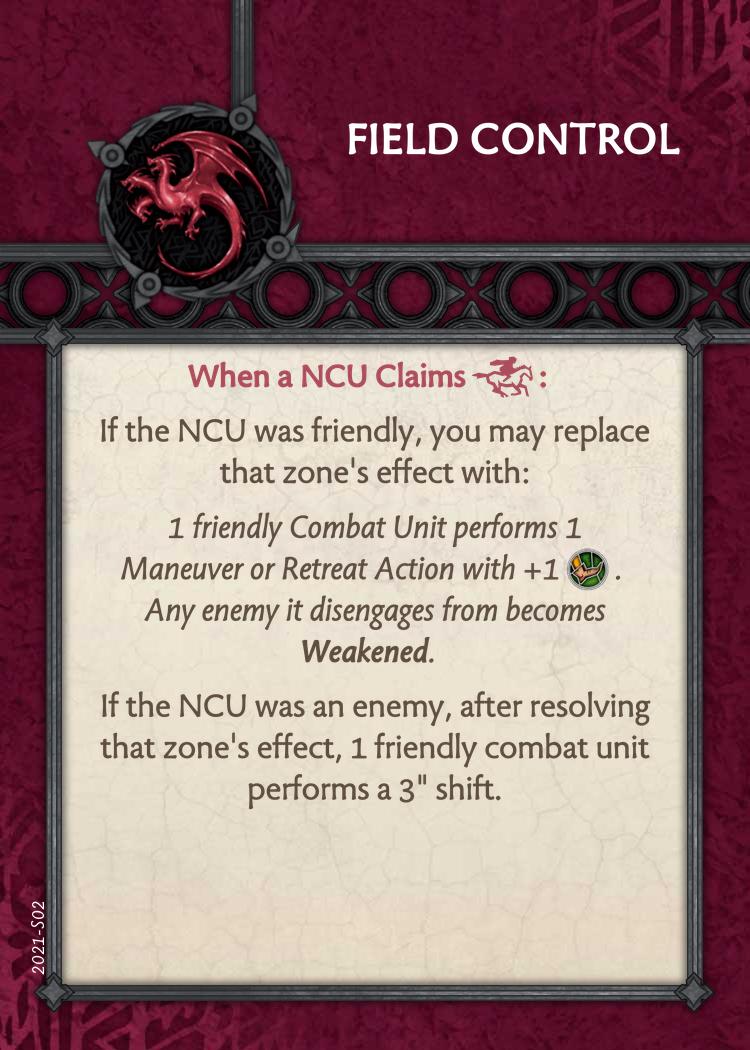 FIELD CONTROL
When a NCU Claims :
If the NCU was friendly, you may replace
that zone's effect with:
1 friendly Combat Unit performs 1
Maneuver or Retreat Action with +1 .
Any enemy it disengages from becomes
Weakened.
If the NCU was an enemy, after resolving
that zone's effect, 1 friendly combat unit
performs a 3" shift.
2021-S02